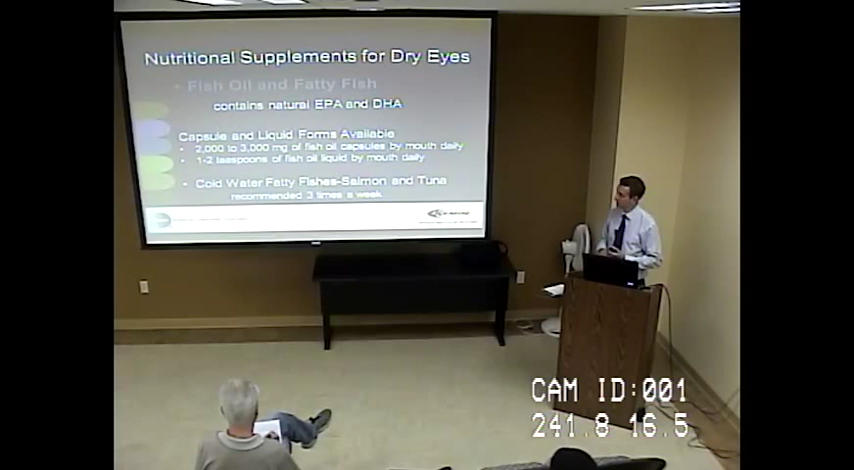 Nutritional Supplements for Dry Eyes
• Fish Oil and Fatty Fish
contains natural EPA and DHA
Capsule and Liquid Forms Available
• 2,000 to 3,000 mg of fish oil capsules by mouth daily
• 1-2 teaspoons of fish oil liquid by mouth daily
• Cold Water Fatty Fishes-Salmon and Tuna
recommended 3 times a week
CAM ID:001
241.8 16.5